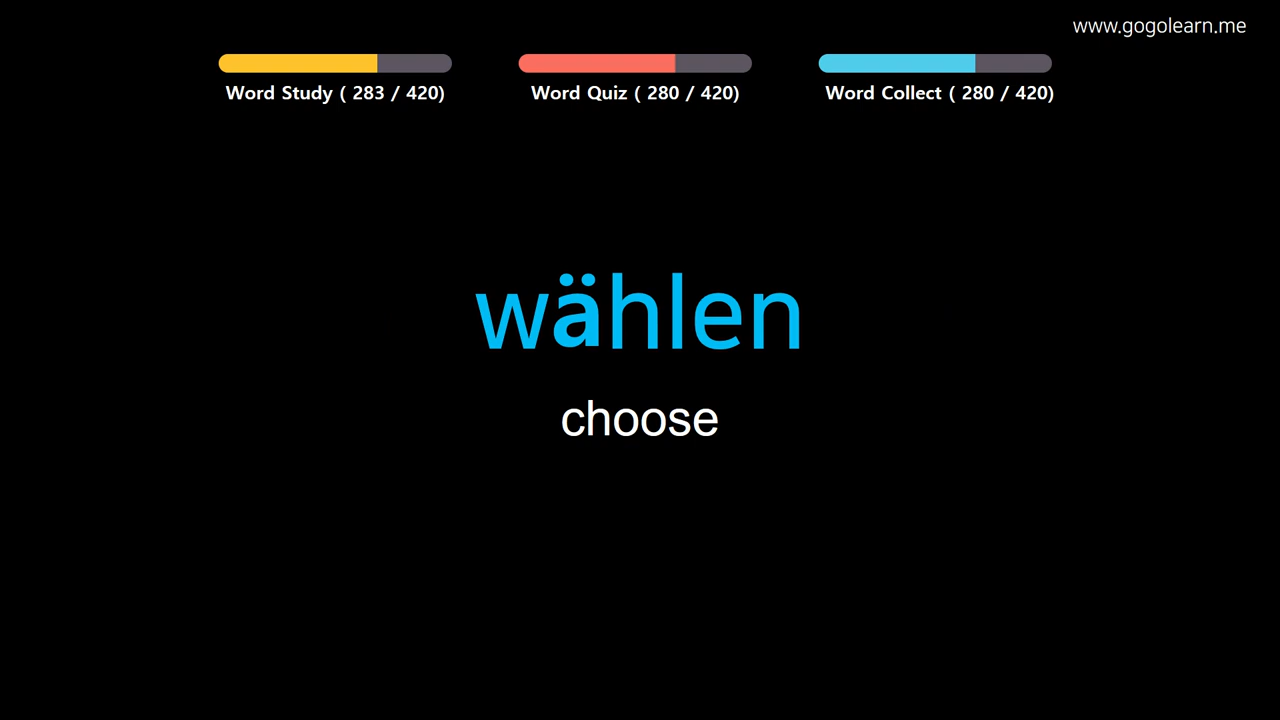 www.gogolearn.me
Word Study ( 283 / 420)
Word Quiz ( 280 / 420)
Word Collect ( 280 / 420)
wählen
choose